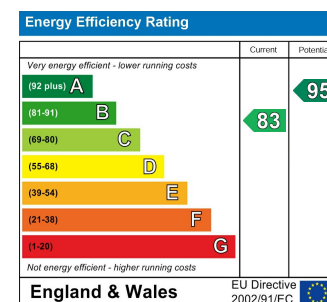 Energy Efficiency Rating
Current Potentia
Very energy efficient - lower running costs
(92 plus) A
95
(81-91) B
83
(69-80) C
(55-68) D
(39-54) E
(21-38) F
(1-20) G
Not energy efficient - higher running costs
England & Wales
EU Directive
2002/91/EC